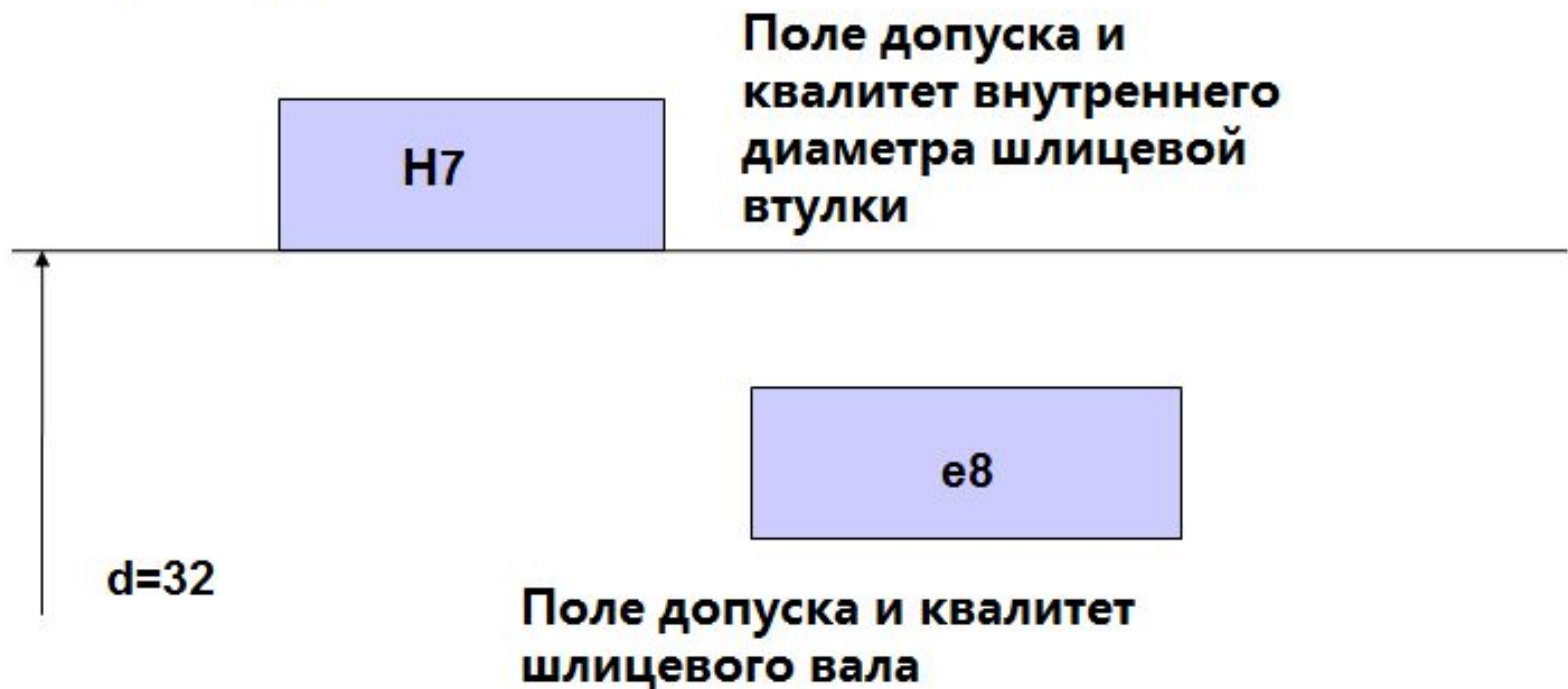 Поле допуска и
квалитет внутреннего
диаметра шлицевой
втулки
H7
e8
d=32
Поле допуска и квалитет
шлицевого вала